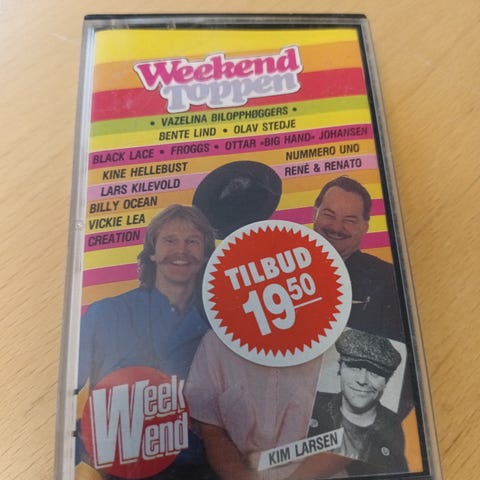 Weekend
Toppen
• VAZELINA BILOPPHØGGERS •
BENTE LIND • OLAV STEDJE
BLACK LACE • FROGGS • OTTAR »BIG HAND» JOHANSEN
KINE HELLEBUST
NUMMERO UNO
LARS KILEVOLD
RENÉ & RENATO
BILLY OCEAN
VICKIE LEA
CREATION
TILBUD
19.50
Week
end
KIM LARSEN